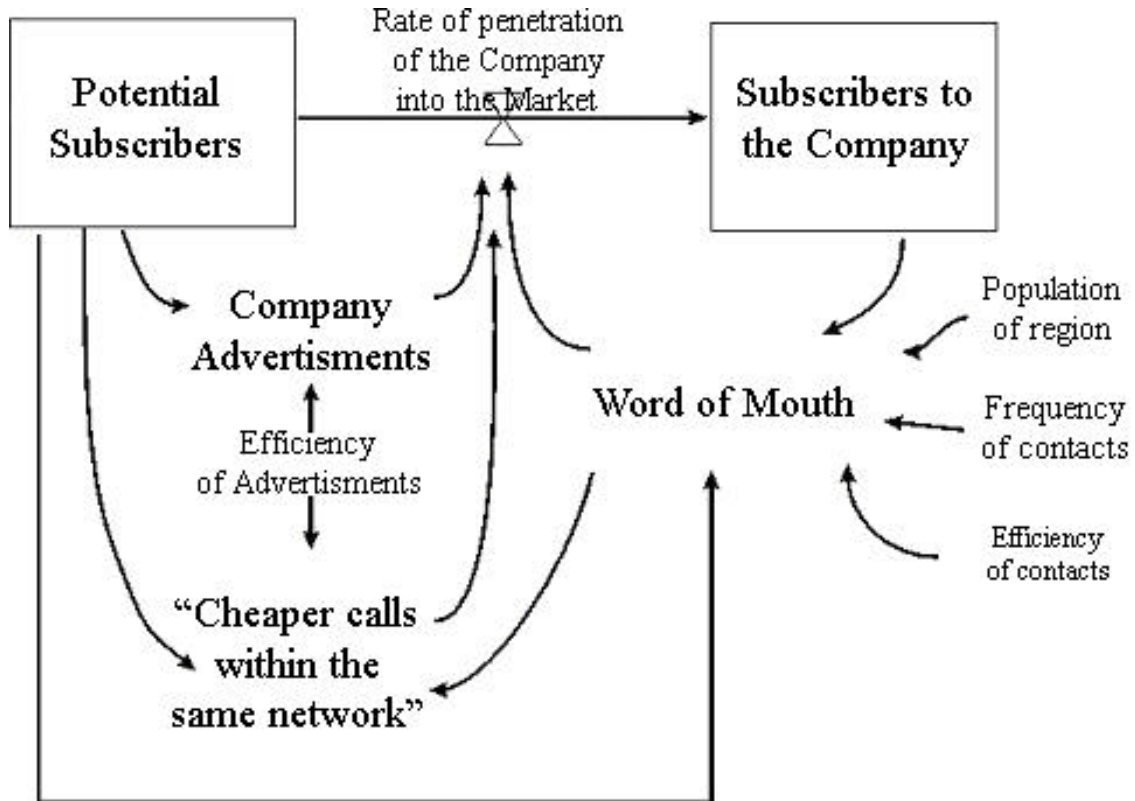 Potential
Subscribers
Rate of penetration
of the Company
into the Market
Subscribers to
the Company
Company
Advertisments
Efficiency
of Advertisments
“Cheaper calls
within the
same network”
Word of Mouth
Population
of region
Frequency
of contacts
Efficiency
of contacts